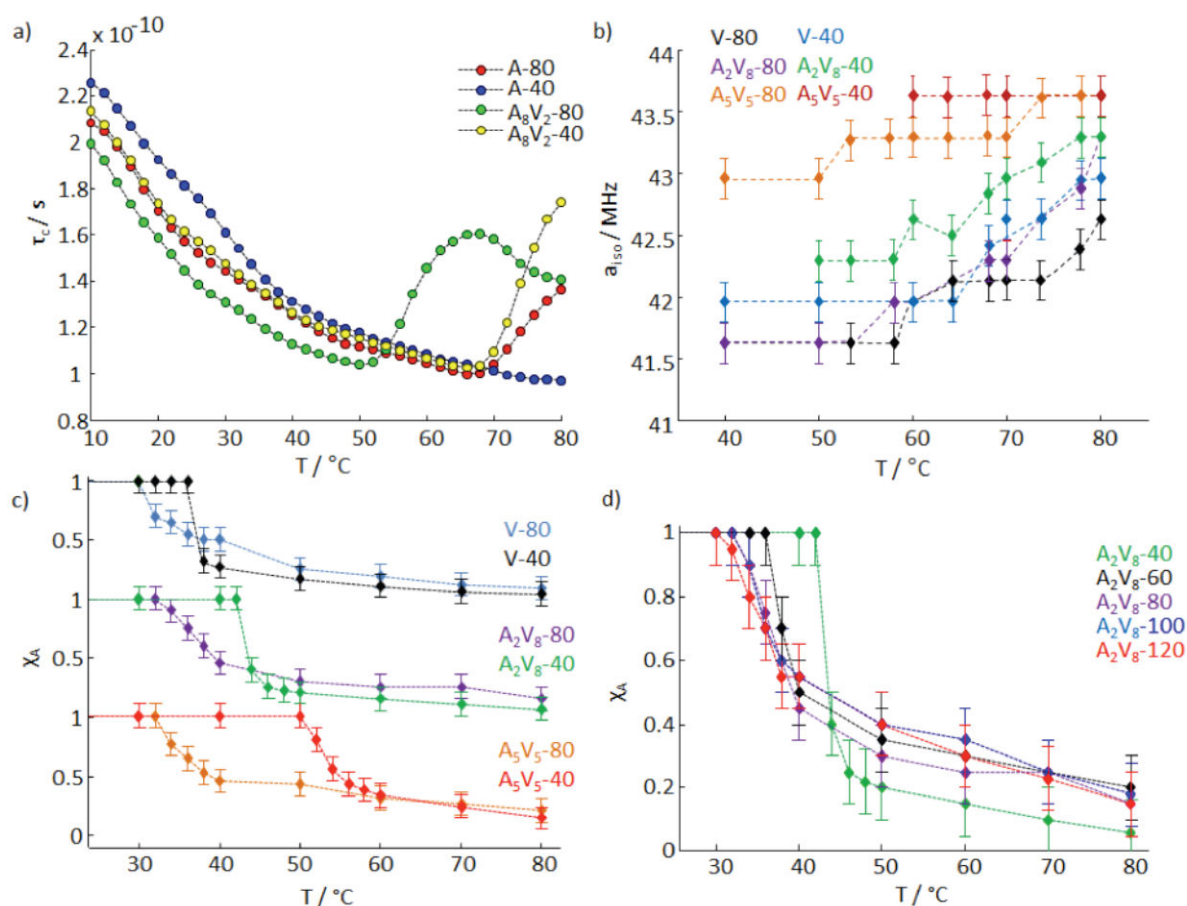 a)
× 10⁻¹⁰
2.4
2.2
2.0
1.8
1.6
1.4
1.2
1
0.8
τc / s
A-80
A-40
A₈V₂-80
A₈V₂-40
10 20 30 40 50 60 70 80
T / °C
b)
V-80 V-40
A₂V₈-80 A₂V₈-40
A₅V₅-80 A₅V₅-40
44
43
42.5
42
41.5
41
aiso / MHz
40 50 60 70 80
T / °C
c)
1
0.5
1
0.5
1
0.5
0
χA
V-80
V-40
A₂V₈-80
A₂V₈-40
A₅V₅-80
A₅V₅-40
30 40 50 60 70 80
T / °C
d)
1
0.8
0.6
0.4
0.2
0
χA
A₂V₈-40
A₂V₈-60
A₂V₈-80
A₂V₈-100
A₂V₈-120
30 40 50 60 70 80
T / °C